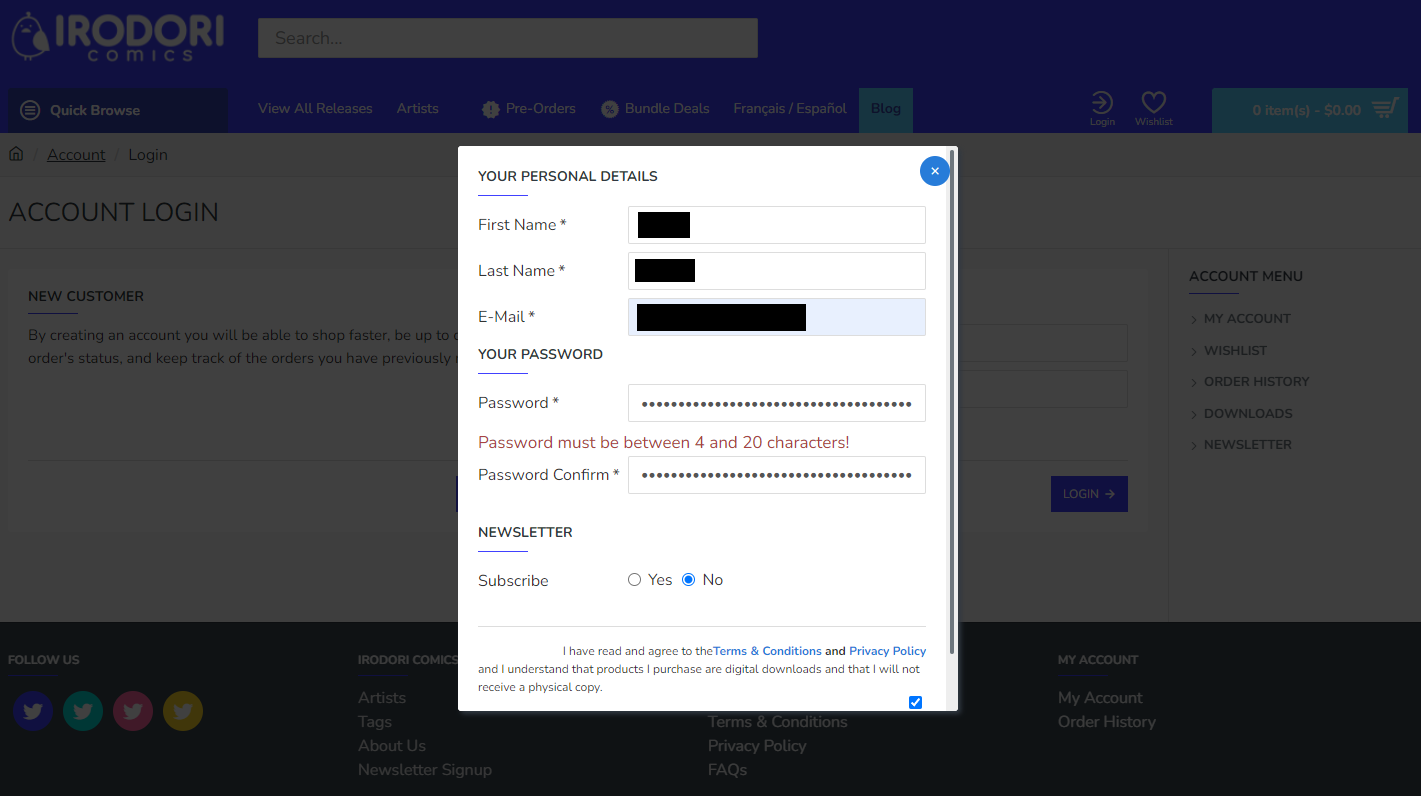 IRODORI
COMICS
Search...
Quick Browse
View All Releases
Artists
Pre-Orders
Bundle Deals
Français / Español
Blog
Login
Wishlist
0 item(s) - $0.00
/ Account / Login
ACCOUNT LOGIN
NEW CUSTOMER
By creating an account you will be able to shop faster, be up to
order's status, and keep track of the orders you have previously
YOUR PERSONAL DETAILS
First Name *
Last Name *
E-Mail *
YOUR PASSWORD
Password *
Password must be between 4 and 20 characters!
Password Confirm *
NEWSLETTER
Subscribe
Yes
No
I have read and agree to theTerms & Conditions and Privacy Policy
and I understand that products I purchase are digital downloads and that I will not
receive a physical copy.
LOGIN
ACCOUNT MENU
MY ACCOUNT
WISHLIST
ORDER HISTORY
DOWNLOADS
NEWSLETTER
FOLLOW US
IRODORI COMICS
Artists
Tags
About Us
Newsletter Signup
Terms & Conditions
Privacy Policy
FAQs
MY ACCOUNT
My Account
Order History